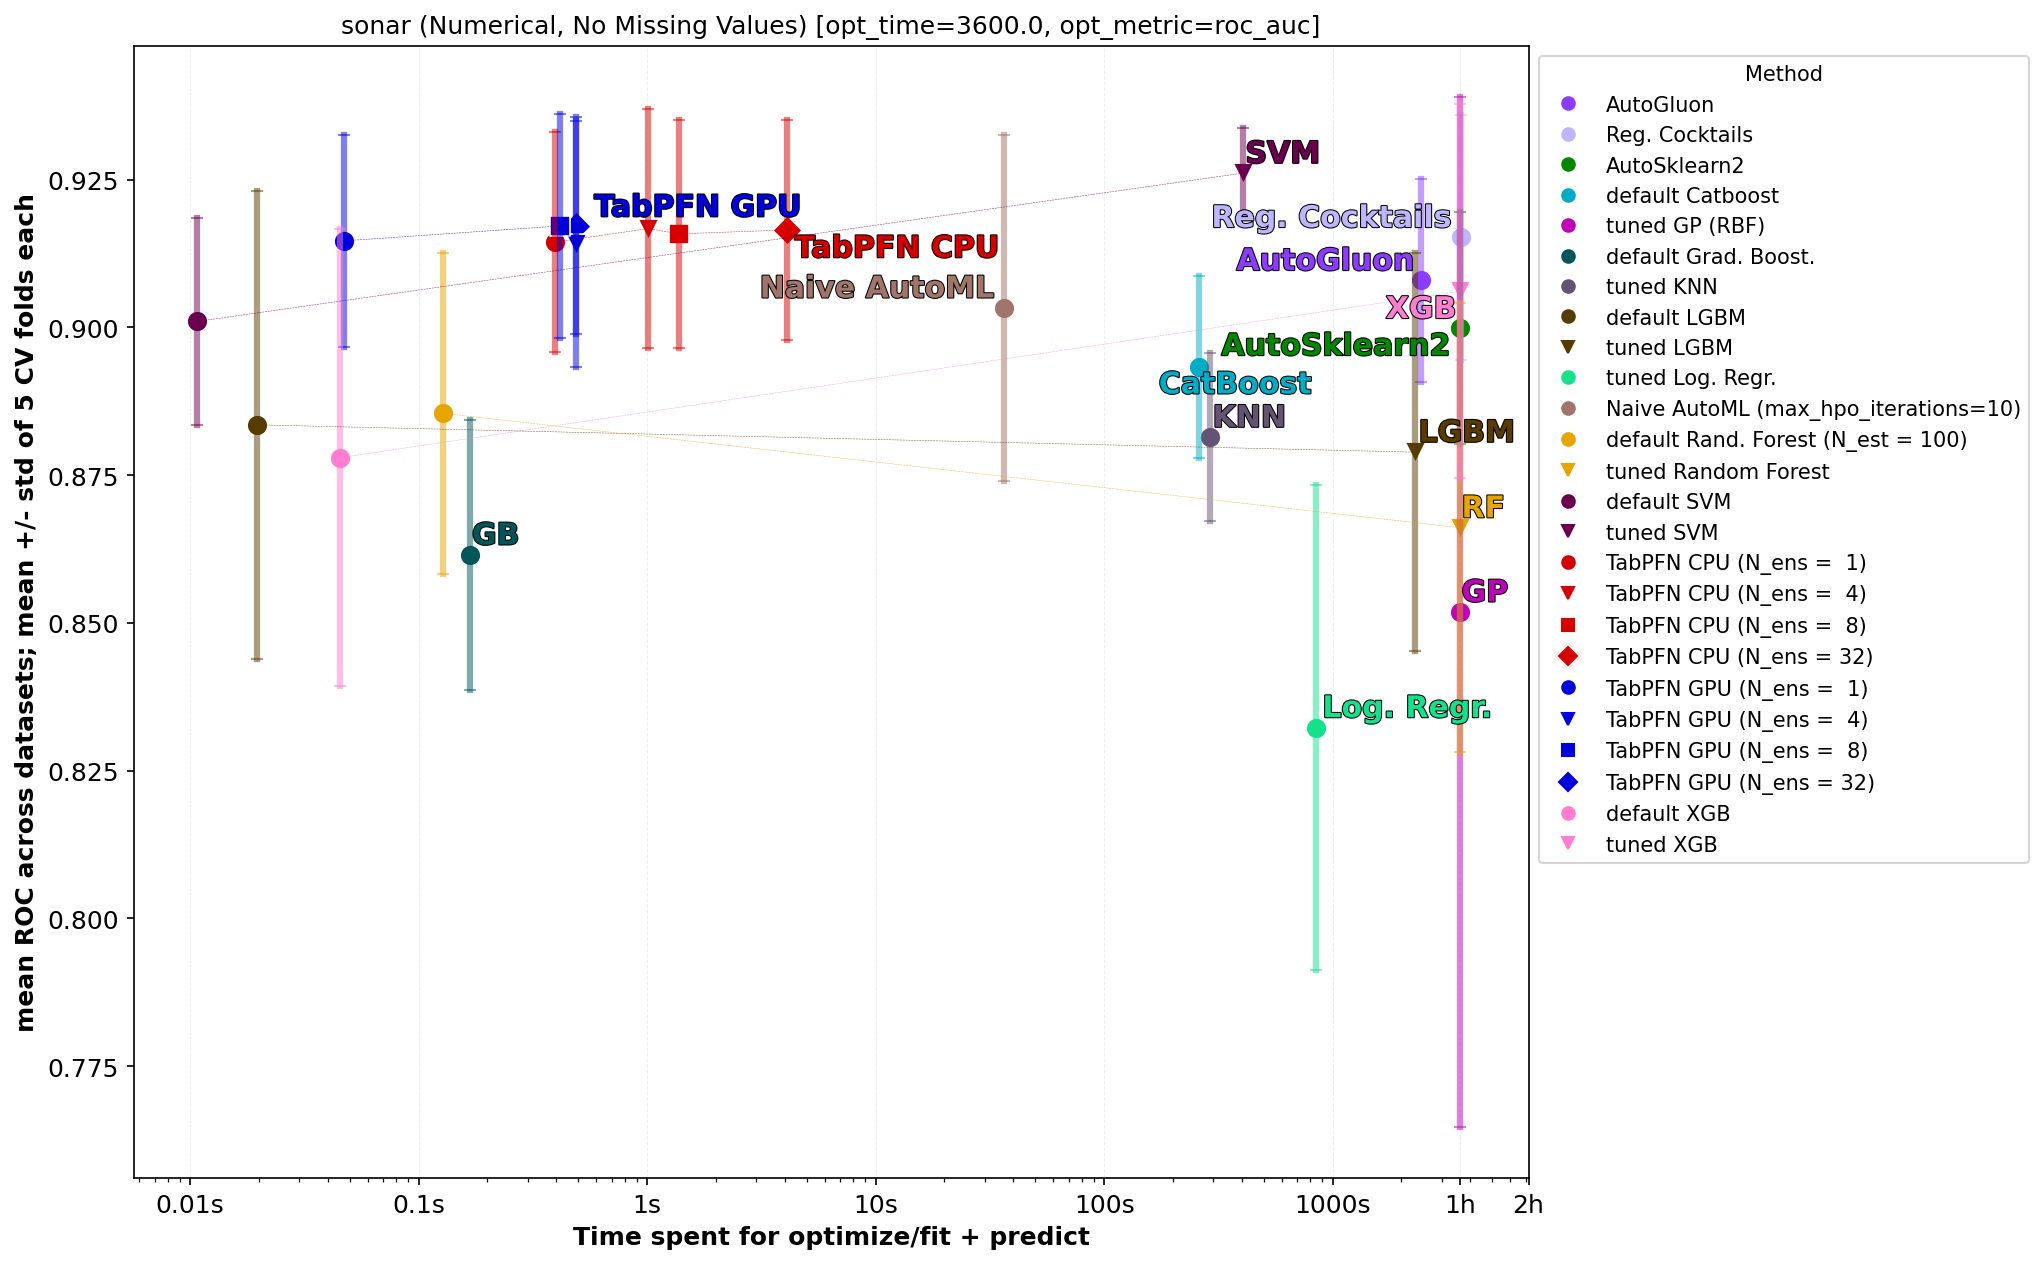 sonar (Numerical, No Missing Values) [opt_time=3600.0, opt_metric=roc_auc]
mean ROC across datasets; mean +/- std of 5 CV folds each
0.925
0.900
0.875
0.850
0.825
0.800
0.775
SVM
TabPFN GPU
Reg. Cocktails
TabPFN CPU
AutoGluon
Naive AutoML
XGB
AutoSklearn2
CatBoost
KNN
LGBM
RF
GB
GP
Log. Regr.
0.01s
0.1s
1s
10s
100s
1000s
1h
2h
Time spent for optimize/fit + predict
Method
AutoGluon
Reg. Cocktails
AutoSklearn2
default Catboost
tuned GP (RBF)
default Grad. Boost.
tuned KNN
default LGBM
tuned LGBM
tuned Log. Regr.
Naive AutoML (max_hpo_iterations=10)
default Rand. Forest (N_est = 100)
tuned Random Forest
default SVM
tuned SVM
TabPFN CPU (N_ens =  1)
TabPFN CPU (N_ens =  4)
TabPFN CPU (N_ens =  8)
TabPFN CPU (N_ens = 32)
TabPFN GPU (N_ens =  1)
TabPFN GPU (N_ens =  4)
TabPFN GPU (N_ens =  8)
TabPFN GPU (N_ens = 32)
default XGB
tuned XGB